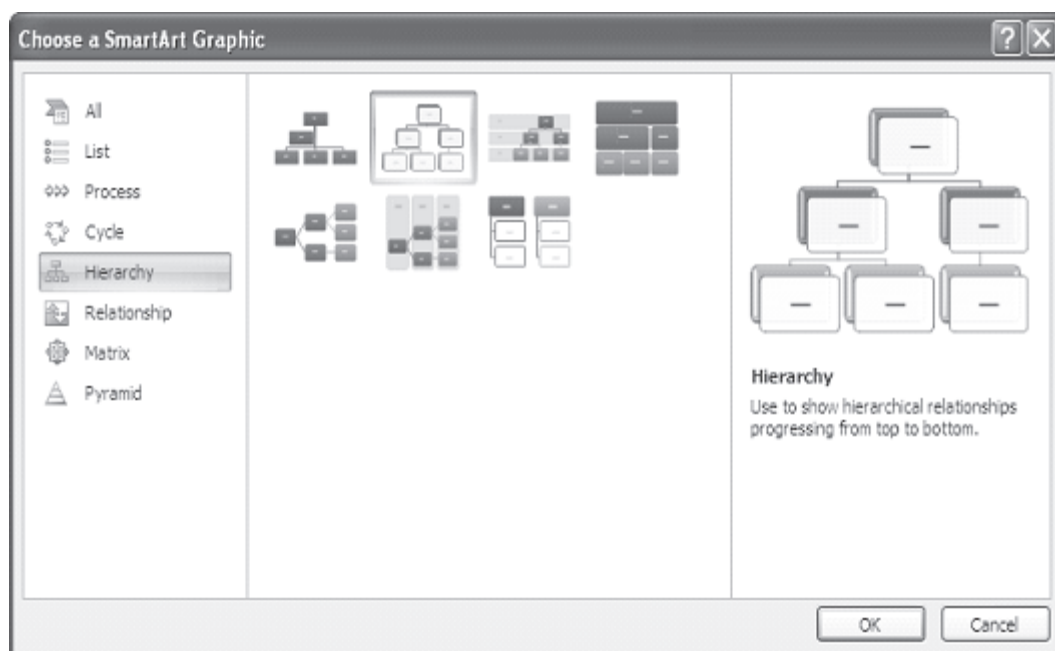 Choose a SmartArt Graphic
All
List
Process
Cycle
Hierarchy
Relationship
Matrix
Pyramid
Hierarchy
Use to show hierarchical relationships
progressing from top to bottom.
OK
Cancel